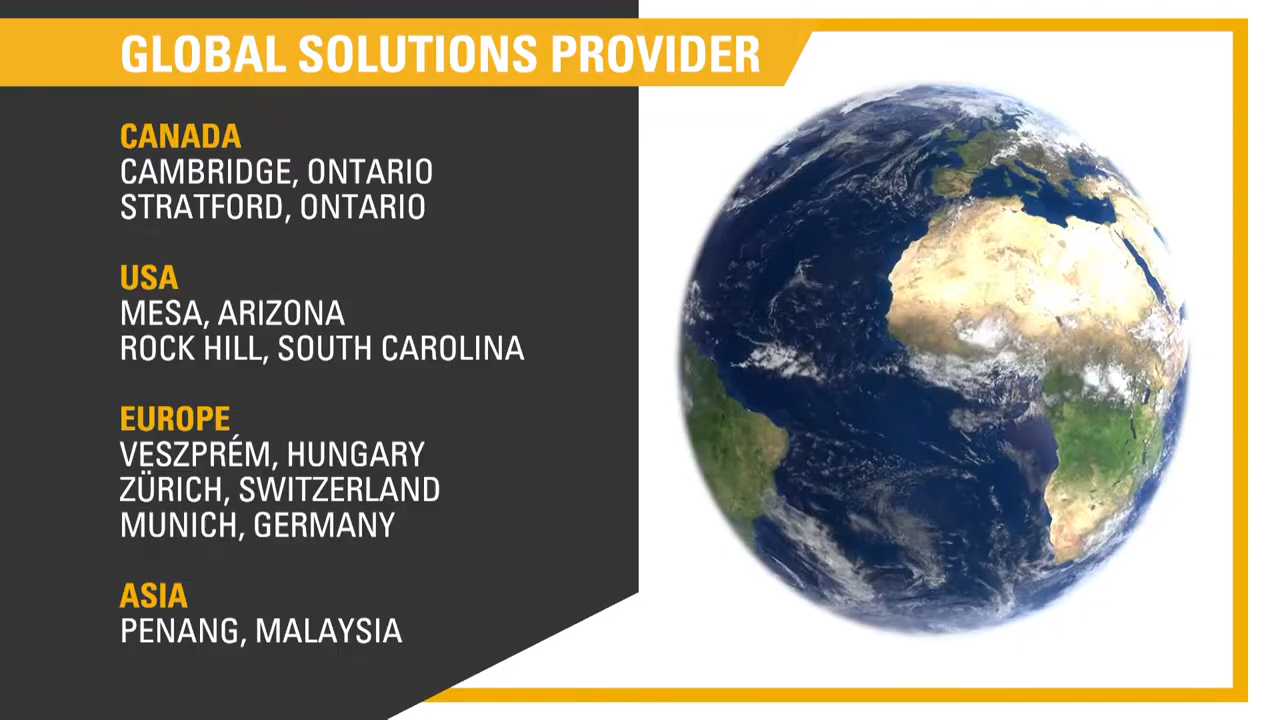 GLOBAL SOLUTIONS PROVIDER
CANADA
CAMBRIDGE, ONTARIO
STRATFORD, ONTARIO
USA
MESA, ARIZONA
ROCK HILL, SOUTH CAROLINA
EUROPE
VESZPRÉM, HUNGARY
ZÜRICH, SWITZERLAND
MUNICH, GERMANY
ASIA
PENANG, MALAYSIA